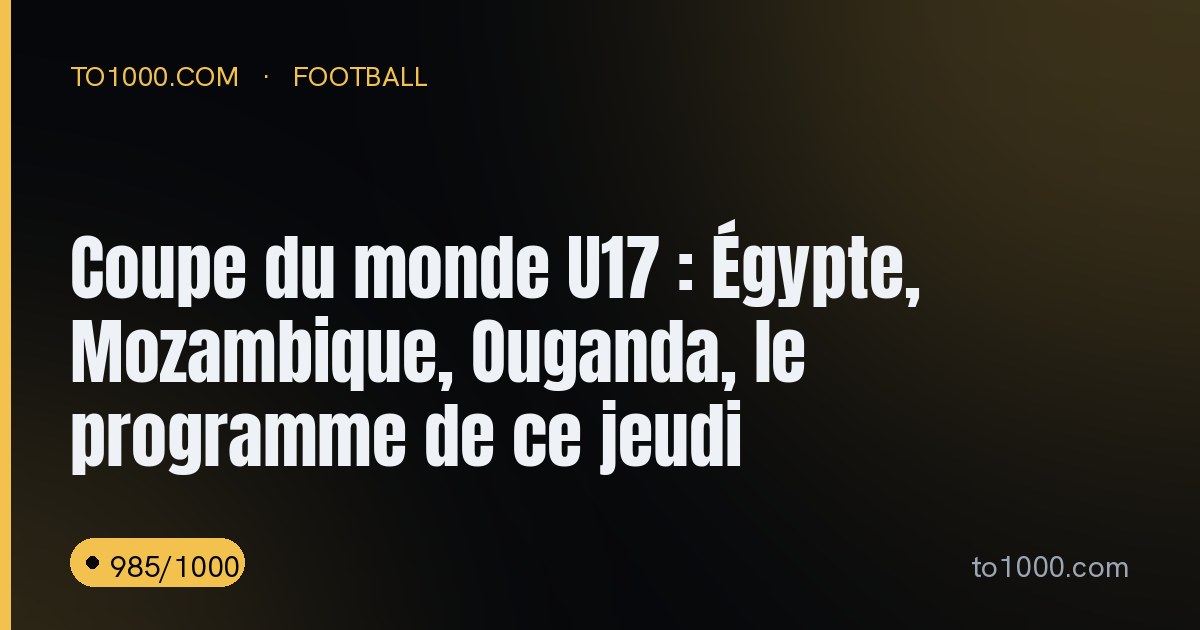 TO1000.COM · FOOTBALL
Coupe du monde U17 : Égypte,
Mozambique, Ouganda, le
programme de ce jeudi
985/1000
to1000.com